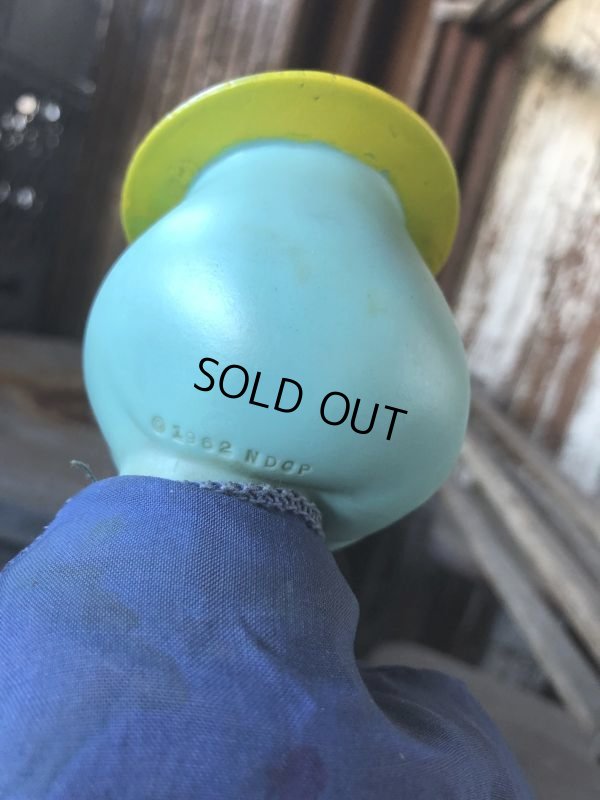 SOLD OUT
© 1962 NDCP